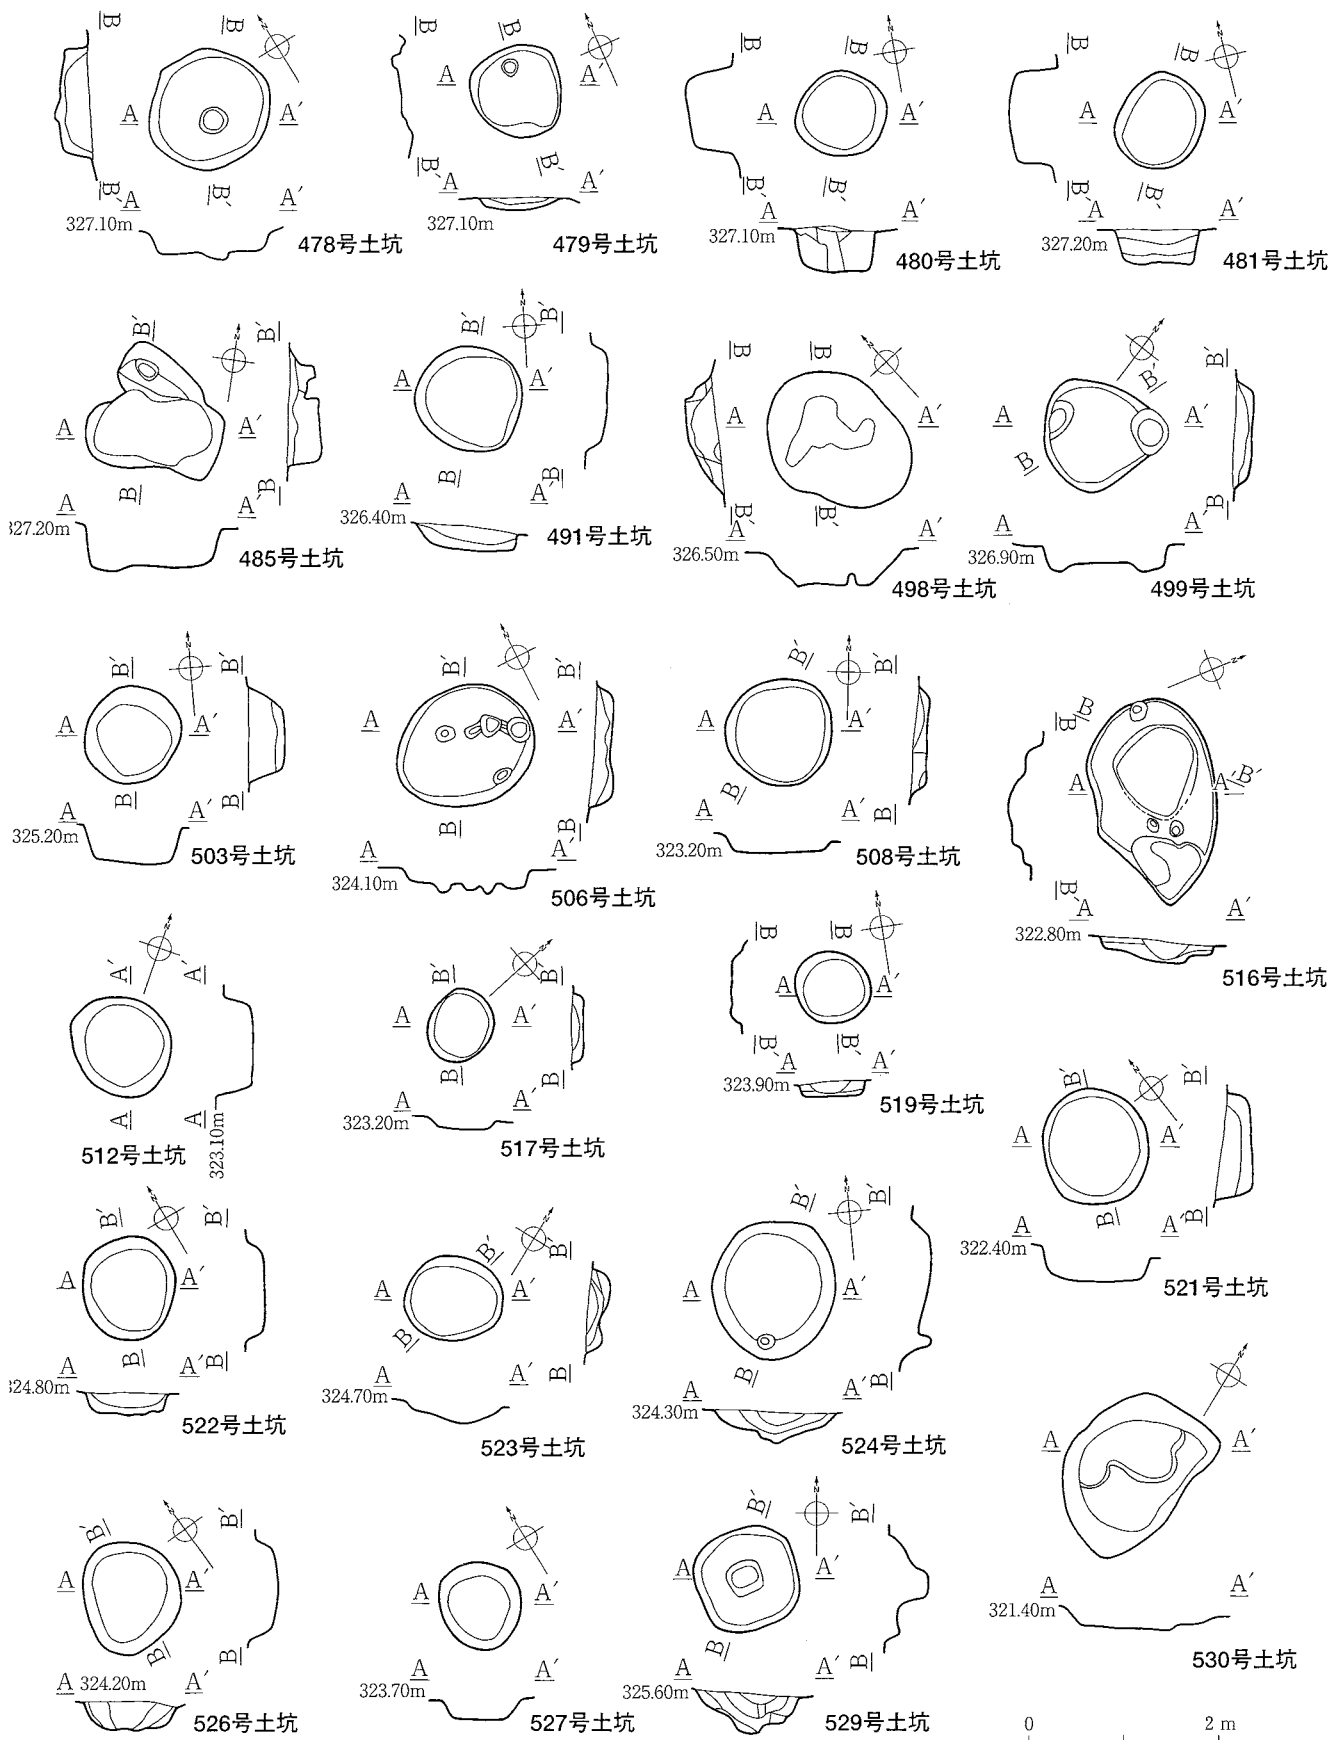 B B N B B N B B N B B N
A A′ A A′ A A′ A A′
B′ B′ B′ B′ B′ B′ B′ B′
A A′ A A′ A A′ A A′
327.10m 327.10m 327.10m 327.20m
478号土坑 479号土坑 480号土坑 481号土坑
B′ N B′ B′ N B′ B B N N B′ B′
A A′ A A′ A A′ A A′
B B B B B′ B′ B B
A A′ A A′ A A′ A A′
327.20m 326.40m 326.50m 326.90m
485号土坑 491号土坑 498号土坑 499号土坑
B′ N B′ B′ N B′ B′ N B′ B B N
A A′ A A′ A A′ A A′ B′
B B B B B B B′
A A′ A A′ A A′ A A′
325.20m 324.10m 323.20m 322.80m
503号土坑 506号土坑 508号土坑 516号土坑
A′ N A′ B′ N B′ B B N
A A′ A A′
A A B B B′ B′
323.10m A A′ A A′
323.20m 323.90m
512号土坑 517号土坑 519号土坑
B′ N B′
A A′
B B
A A′
322.40m
521号土坑
B′ N B′ B′ N B′ B′ N B′
A A′ A A′ A A′
B B B B B B
A A′ A A′ A A′
324.80m 324.70m 324.30m
522号土坑 523号土坑 524号土坑
N
A A′
A A′
321.40m
530号土坑
B′ N B′ N B′ N B′
A A′ A A′ A A′
B B B B
A A′ A A′ A A′
324.20m 323.70m 325.60m
526号土坑 527号土坑 529号土坑
0 2 m